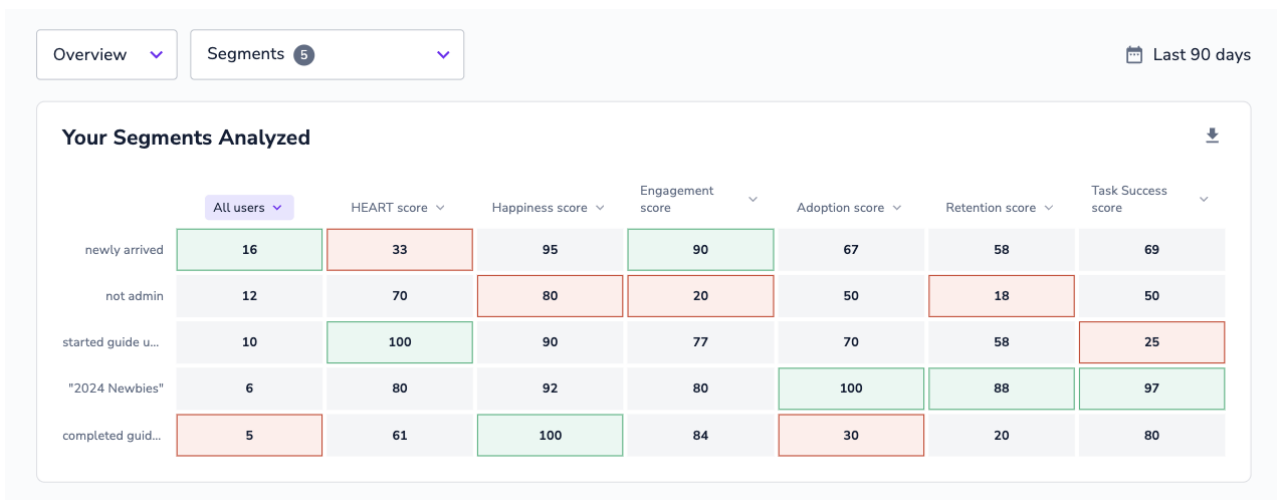 Overview
Segments 5
Last 90 days
Your Segments Analyzed
All users HEART score Happiness score Engagement score Adoption score Retention score Task Success score
newly arrived 16 33 95 90 67 58 69
not admin 12 70 80 20 50 18 50
started guide u... 10 100 90 77 70 58 25
"2024 Newbies" 6 80 92 80 100 88 97
completed guid... 5 61 100 84 30 20 80